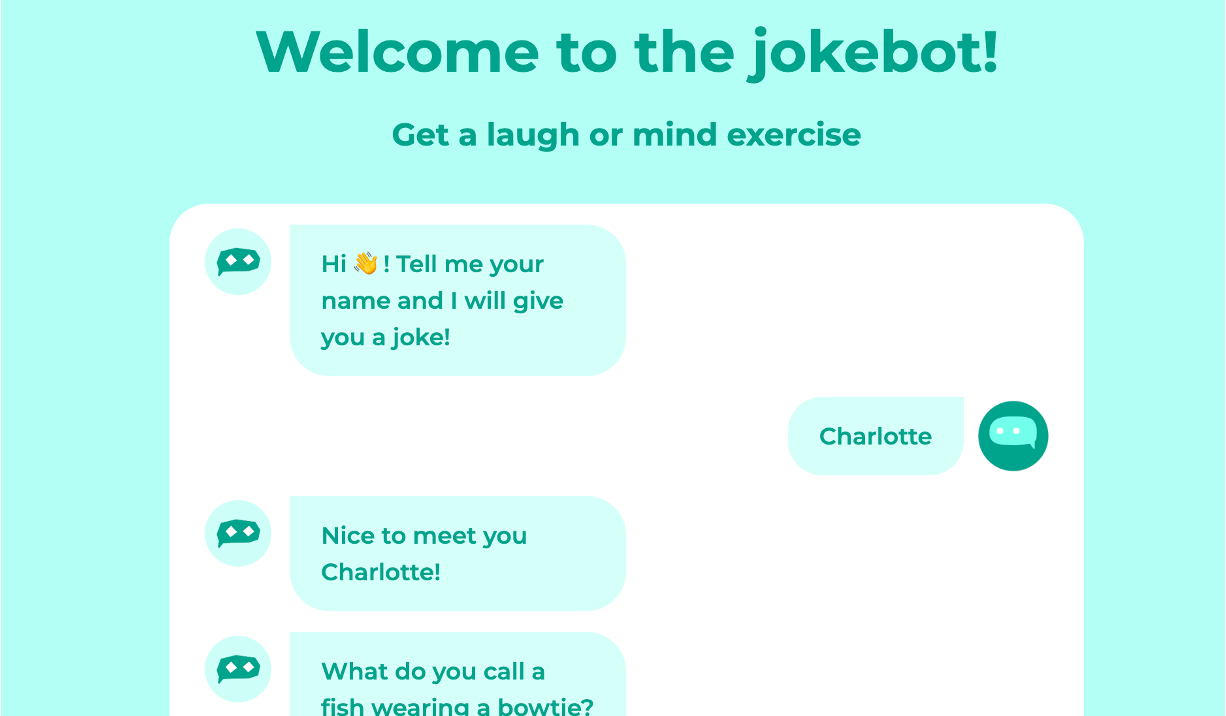 Welcome to the jokebot!
Get a laugh or mind exercise
Hi 👋 ! Tell me your
name and I will give
you a joke!
Charlotte
Nice to meet you
Charlotte!
What do you call a
fish wearing a bowtie?